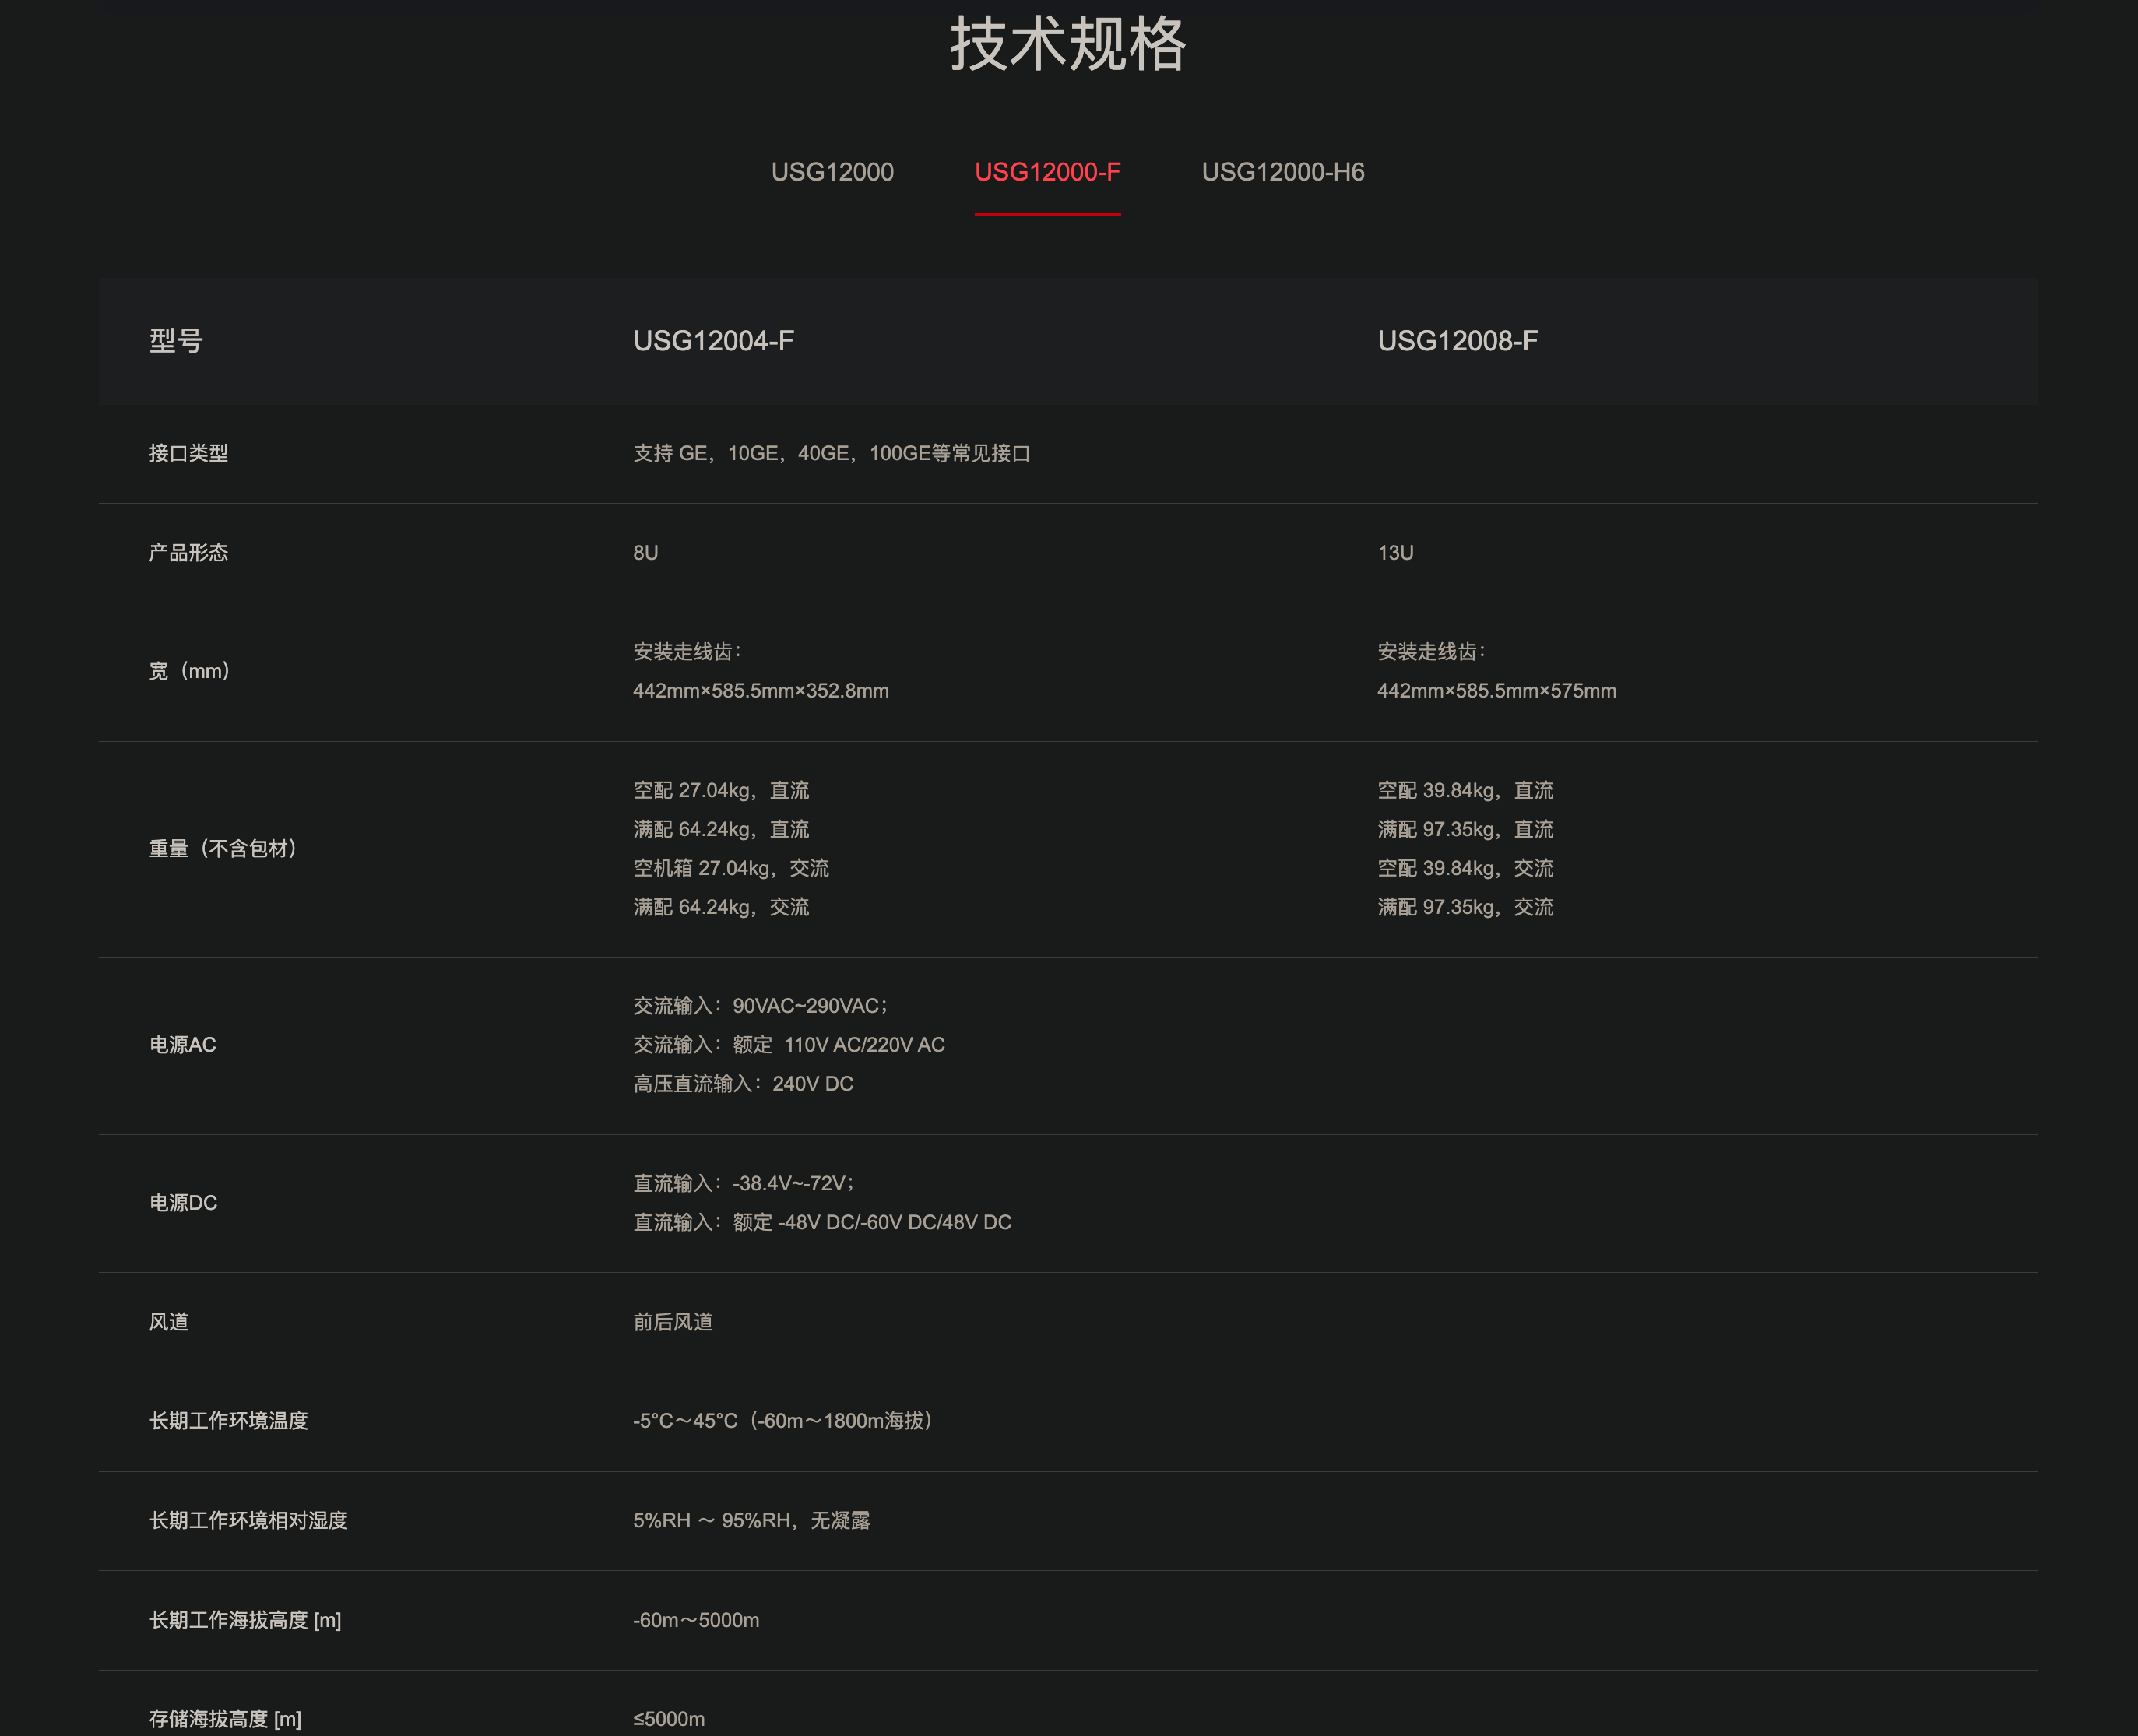 技术规格
USG12000 USG12000-F USG12000-H6
型号 USG12004-F USG12008-F
接口类型 支持 GE，10GE，40GE，100GE等常见接口
产品形态 8U 13U
宽（mm）
安装走线齿：
442mm×585.5mm×352.8mm
安装走线齿：
442mm×585.5mm×575mm
重量（不含包材）
空配 27.04kg，直流
满配 64.24kg，直流
空机箱 27.04kg，交流
满配 64.24kg，交流
空配 39.84kg，直流
满配 97.35kg，直流
空配 39.84kg，交流
满配 97.35kg，交流
电源AC
交流输入：90VAC~290VAC；
交流输入：额定  110V AC/220V AC
高压直流输入：240V DC
电源DC
直流输入：-38.4V~-72V；
直流输入：额定 -48V DC/-60V DC/48V DC
风道 前后风道
长期工作环境温度 -5°C～45°C（-60m～1800m海拔）
长期工作环境相对湿度 5%RH ～ 95%RH，无凝露
长期工作海拔高度 [m] -60m～5000m
存储海拔高度 [m] ≤5000m